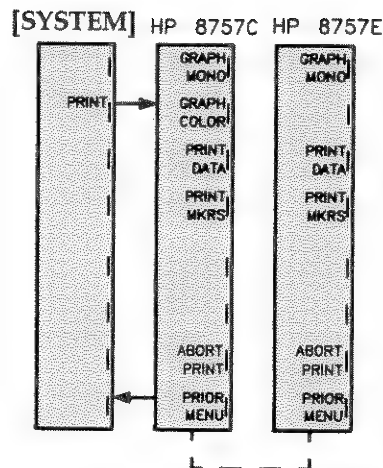 [SYSTEM] HP 8757C HP 8757E
PRINT
GRAPH
MONO
GRAPH
COLOR
PRINT
DATA
PRINT
MKRS
ABORT
PRINT
PRIOR
MENU
GRAPH
MONO
PRINT
DATA
PRINT
MKRS
ABORT
PRINT
PRIOR
MENU